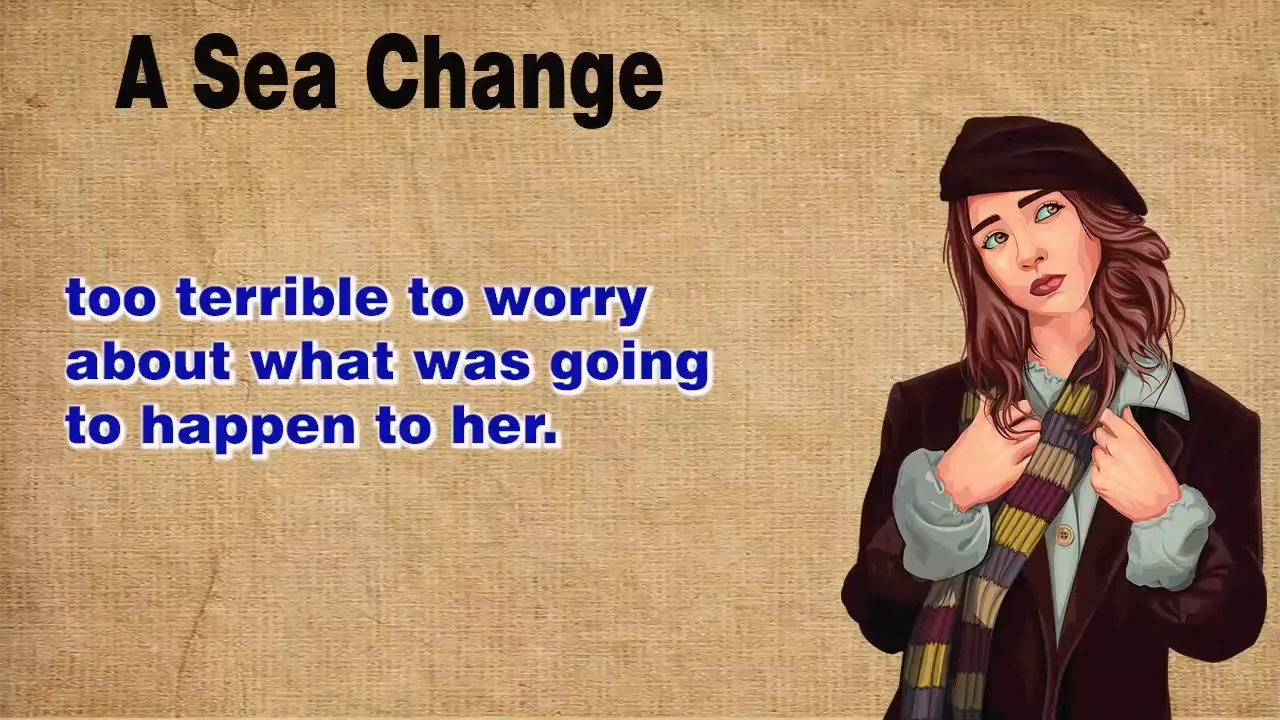 A Sea Change
too terrible to worry
about what was going
to happen to her.